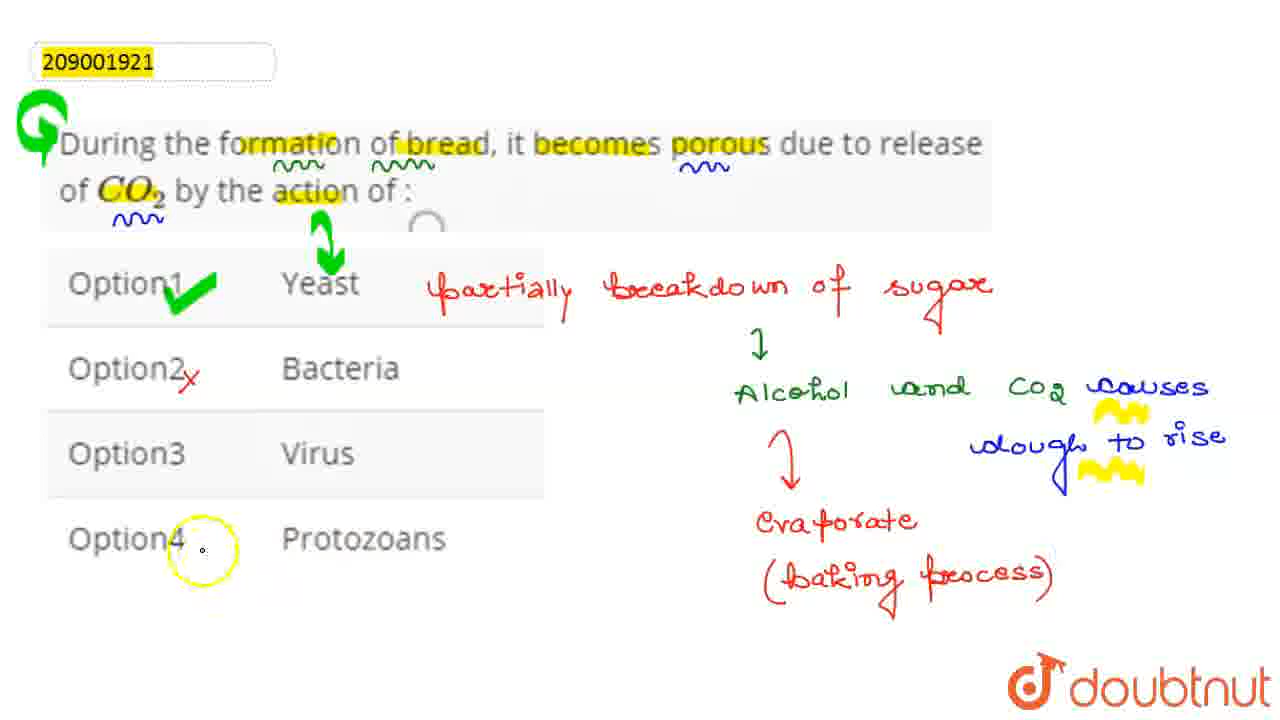 209001921
During the formation of bread, it becomes porous due to release
of CO₂ by the action of :
Option1 Yeast partially breakdown of sugar
Option2 x Bacteria
Alcohol and CO₂ causes
dough to rise
Option3 Virus
evaporate
Option4 Protozoans
(baking process)
doubtnut